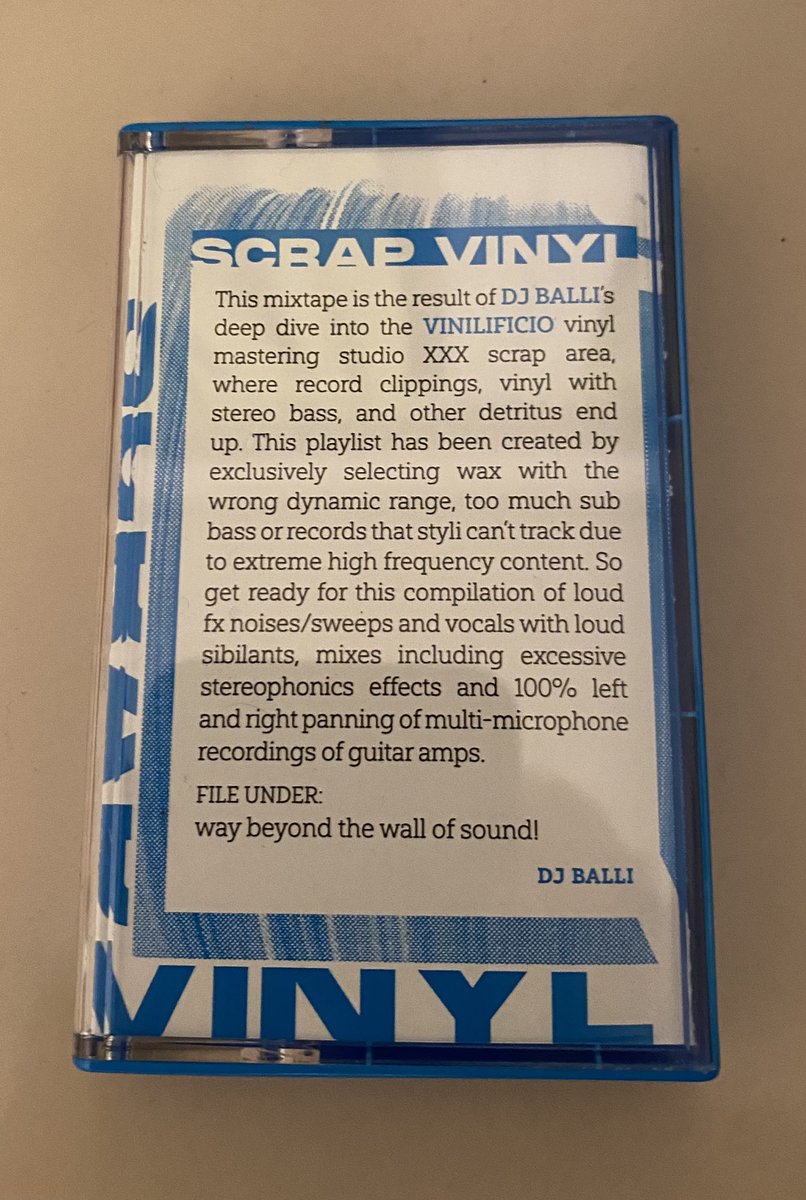 SCRAP VINYL
This mixtape is the result of DJ BALLI's
deep dive into the VINILIFICIO vinyl
mastering studio XXX scrap area,
where record clippings, vinyl with
stereo bass, and other detritus end
up. This playlist has been created by
exclusively selecting wax with the
wrong dynamic range, too much sub
bass or records that styli can't track due
to extreme high frequency content. So
get ready for this compilation of loud
fx noises/sweeps and vocals with loud
sibilants, mixes including excessive
stereophonics effects and 100% left
and right panning of multi-microphone
recordings of guitar amps.
FILE UNDER:
way beyond the wall of sound!
DJ BALLI
VINYL